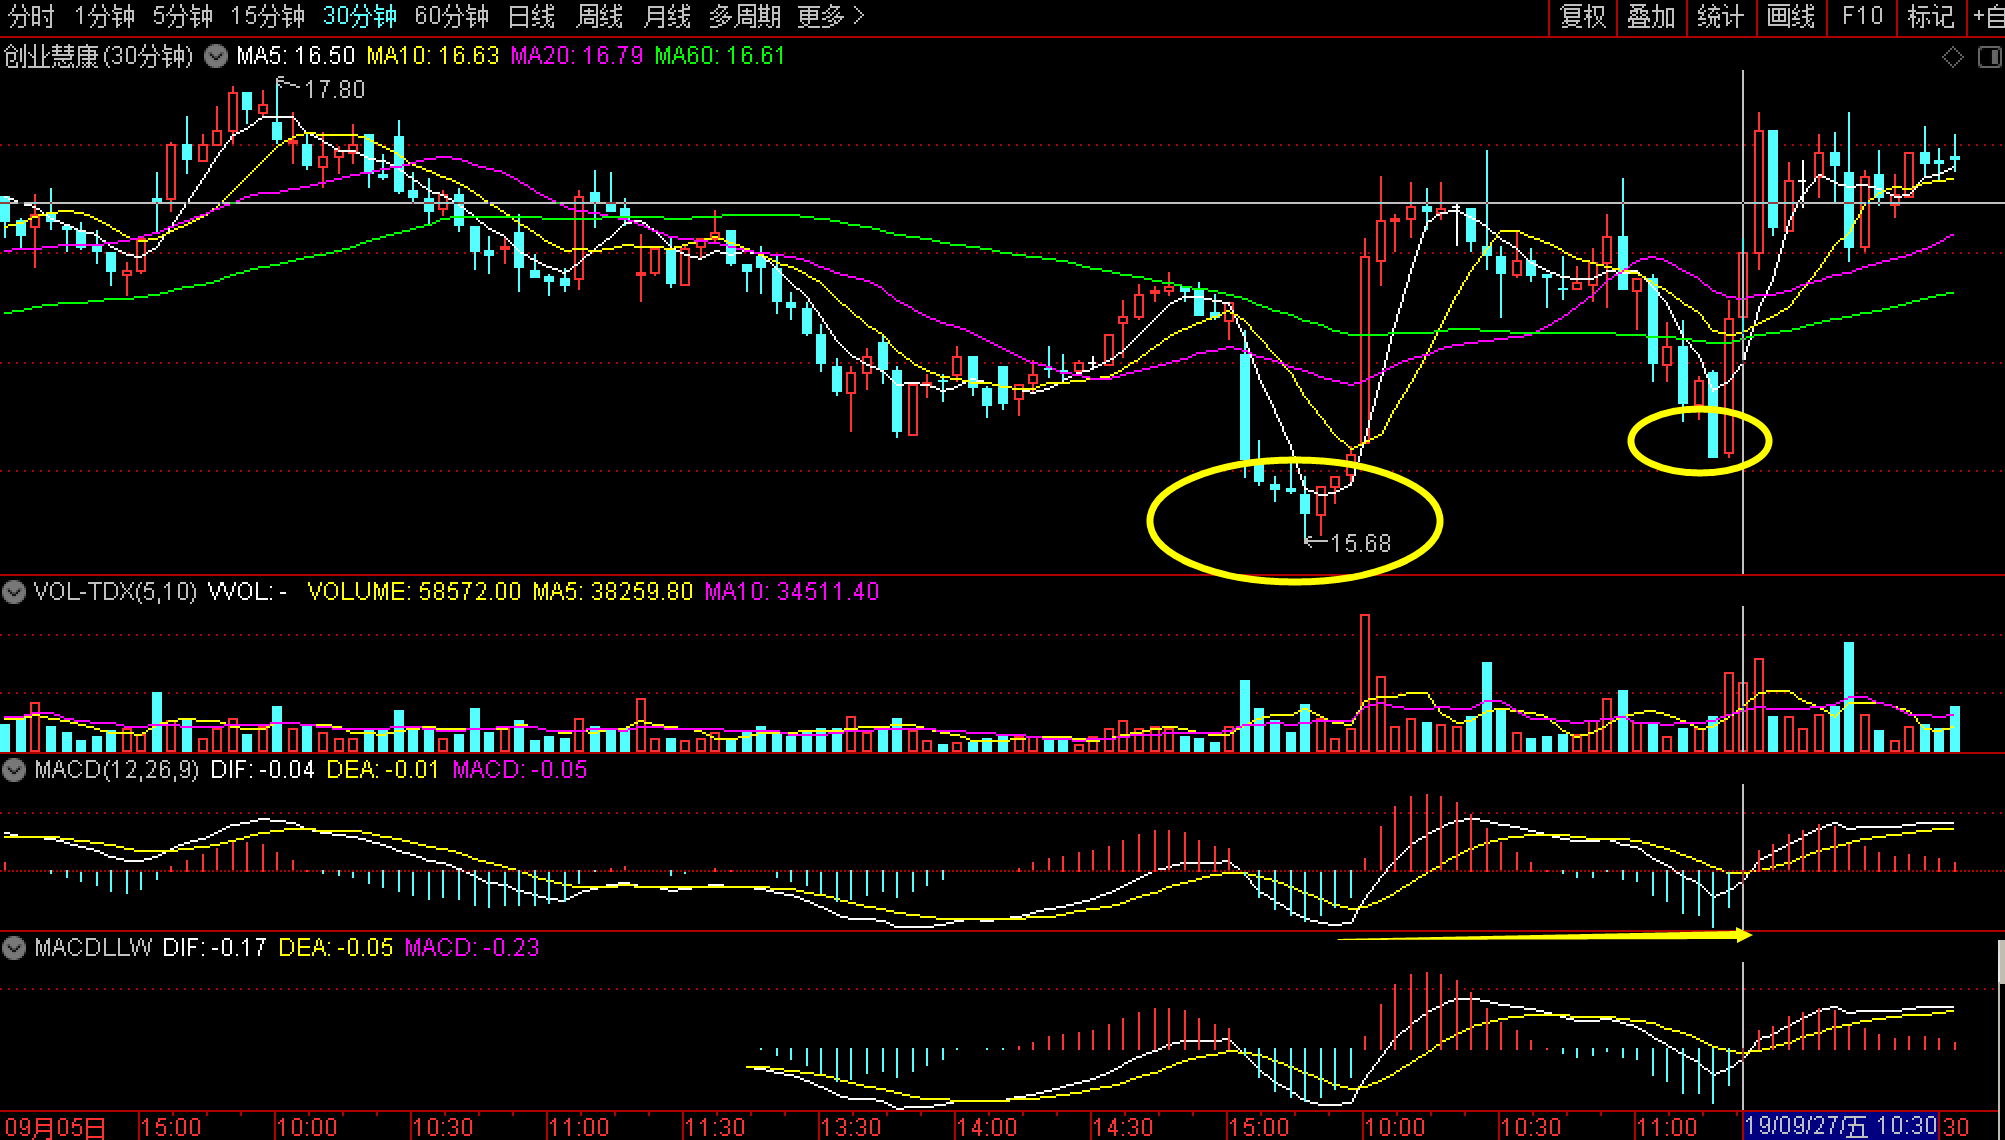 分时 1分钟 5分钟 15分钟 30分钟 60分钟 日线 周线 月线 多周期 更多 > 复权 叠加 统计 画线 F10 标记 +自
创业慧康(30分钟) MA5: 16.50 MA10: 16.63 MA20: 16.79 MA60: 16.61
17.80
15.68
VOL-TDX(5,10) VVOL: - VOLUME: 58572.00 MA5: 38259.80 MA10: 34511.40
MACD(12,26,9) DIF: -0.04 DEA: -0.01 MACD: -0.05
MACDLLW DIF: -0.17 DEA: -0.05 MACD: -0.23
09月05日 15:00 10:00 10:30 11:00 11:30 13:30 14:00 14:30 15:00 10:00 10:30 11:00 19/09/27/五 10:30 30